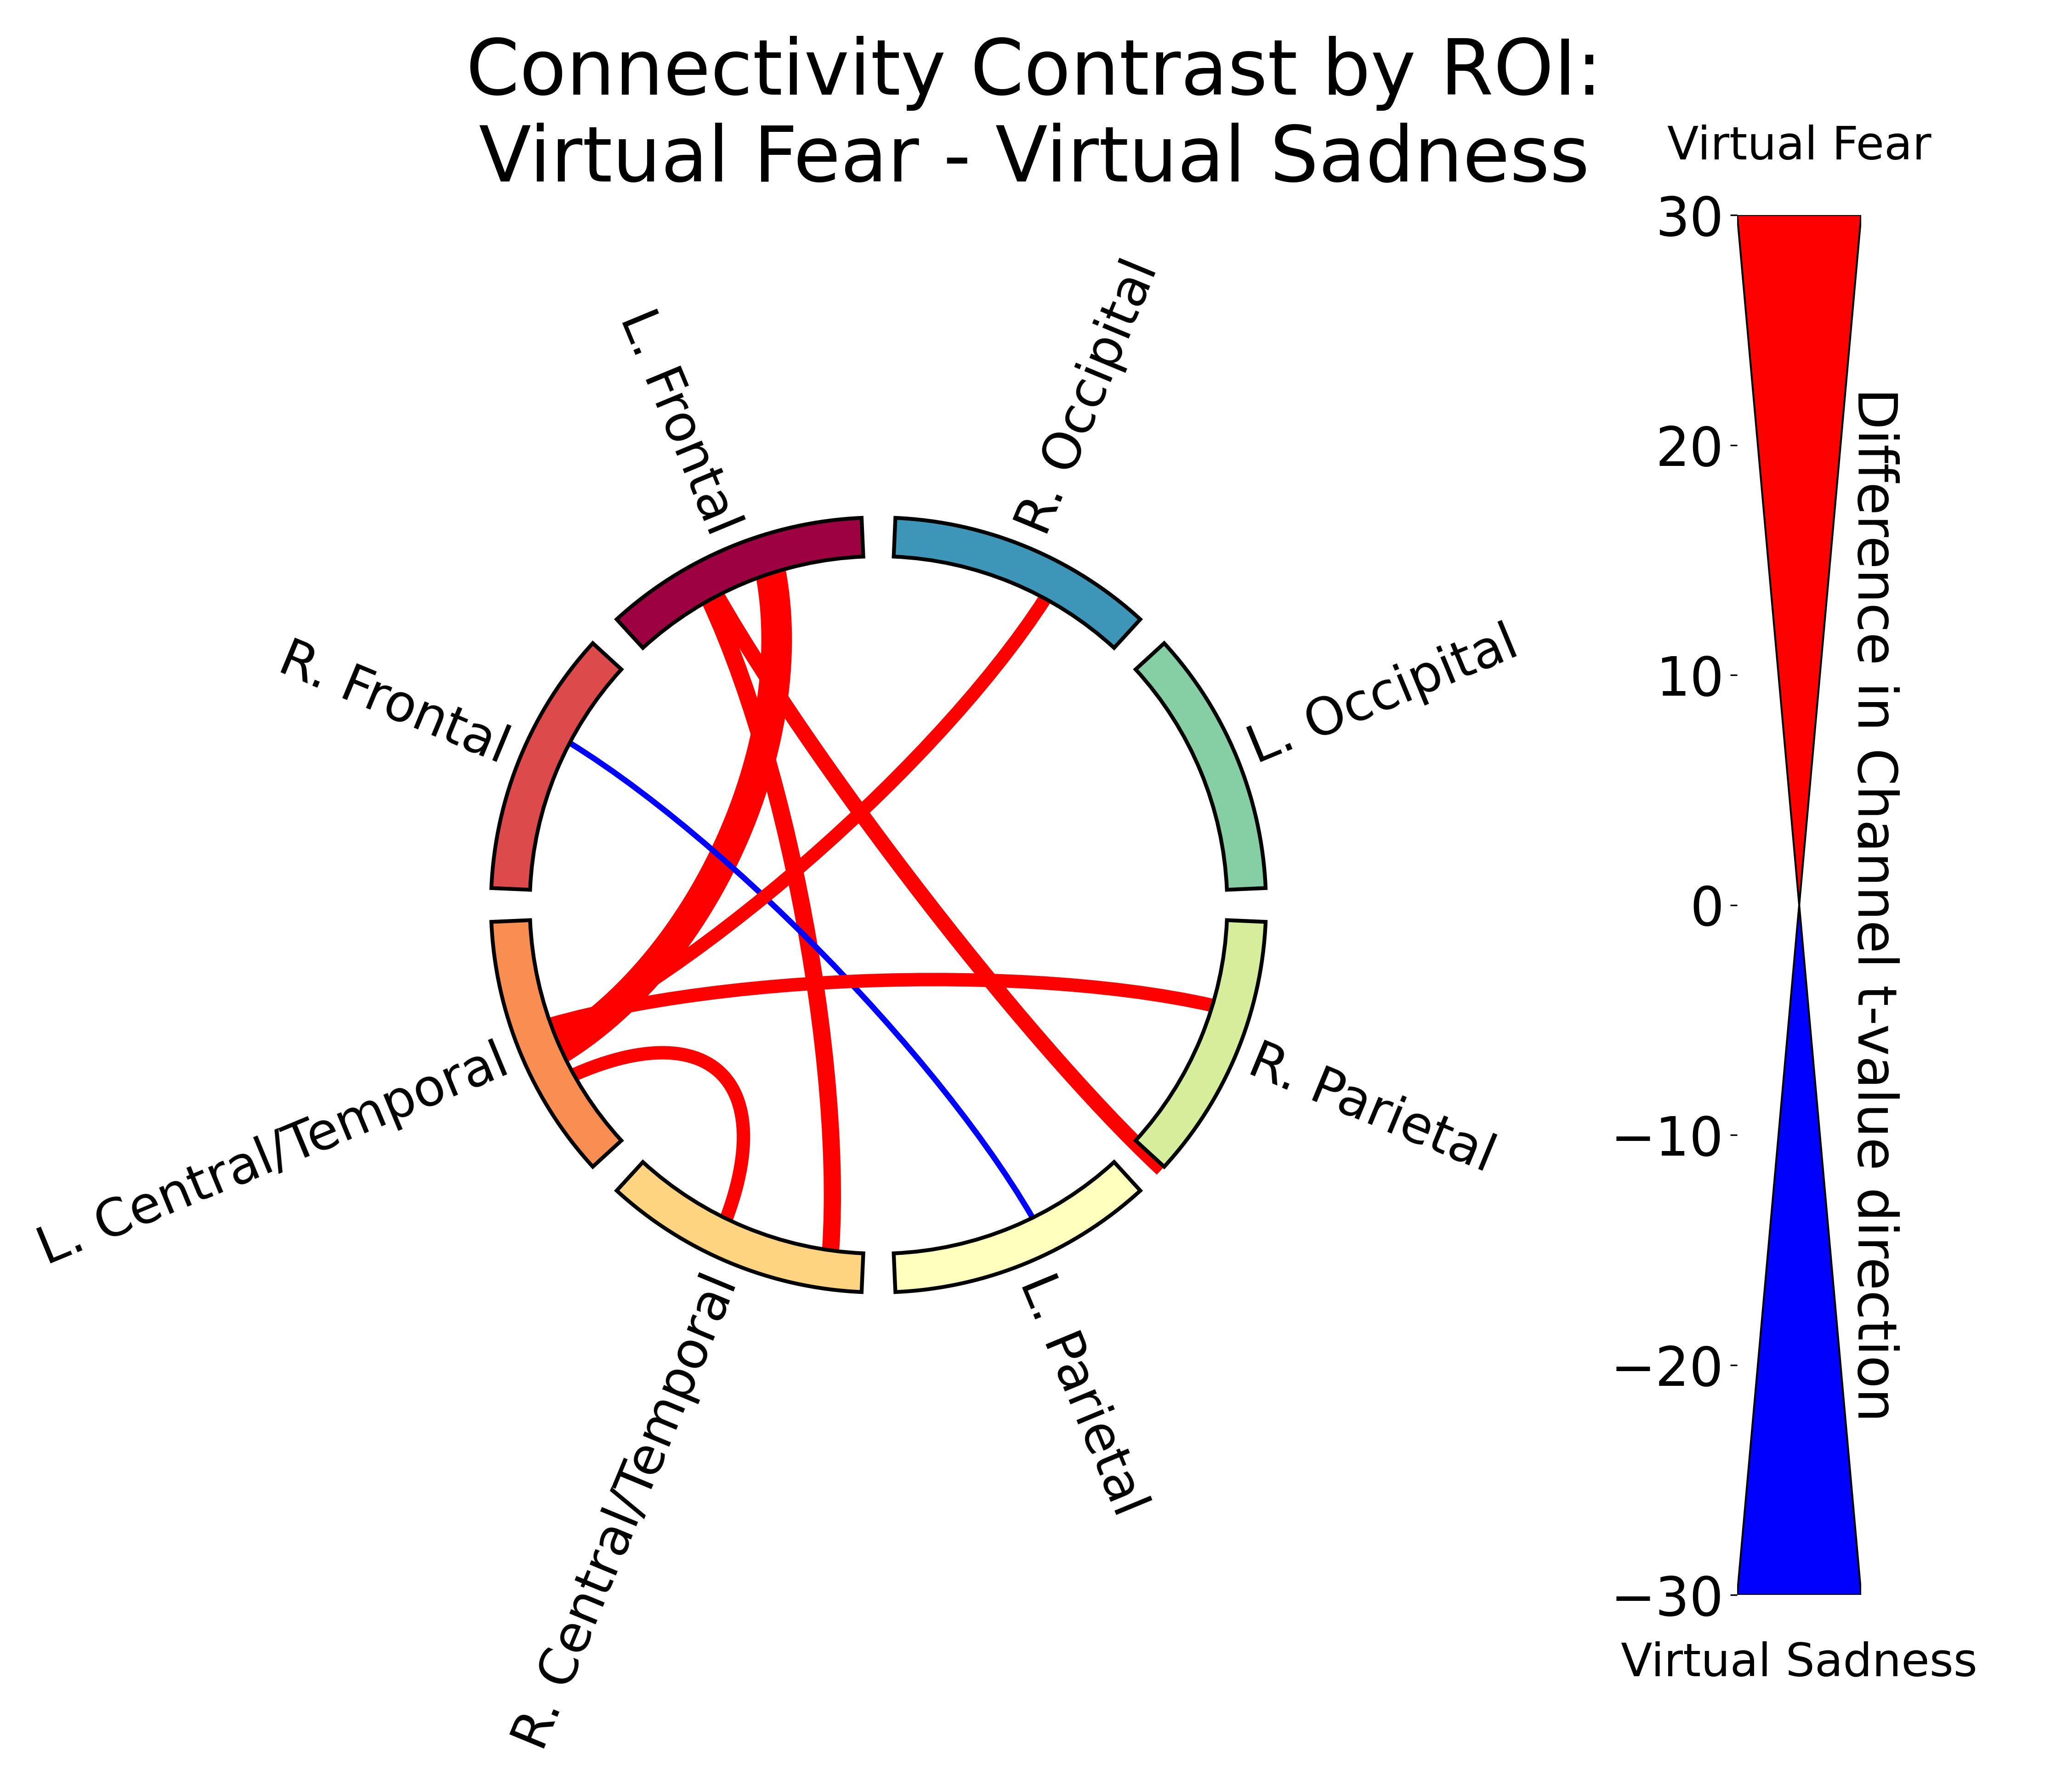 Connectivity Contrast by ROI:
Virtual Fear - Virtual Sadness
Virtual Fear
30
20
10
0
−10
−20
−30
Virtual Sadness
Difference in Channel t-value direction
L. Frontal
R. Occipital
R. Frontal
L. Occipital
L. Central/Temporal
R. Parietal
R. Central/Temporal
L. Parietal